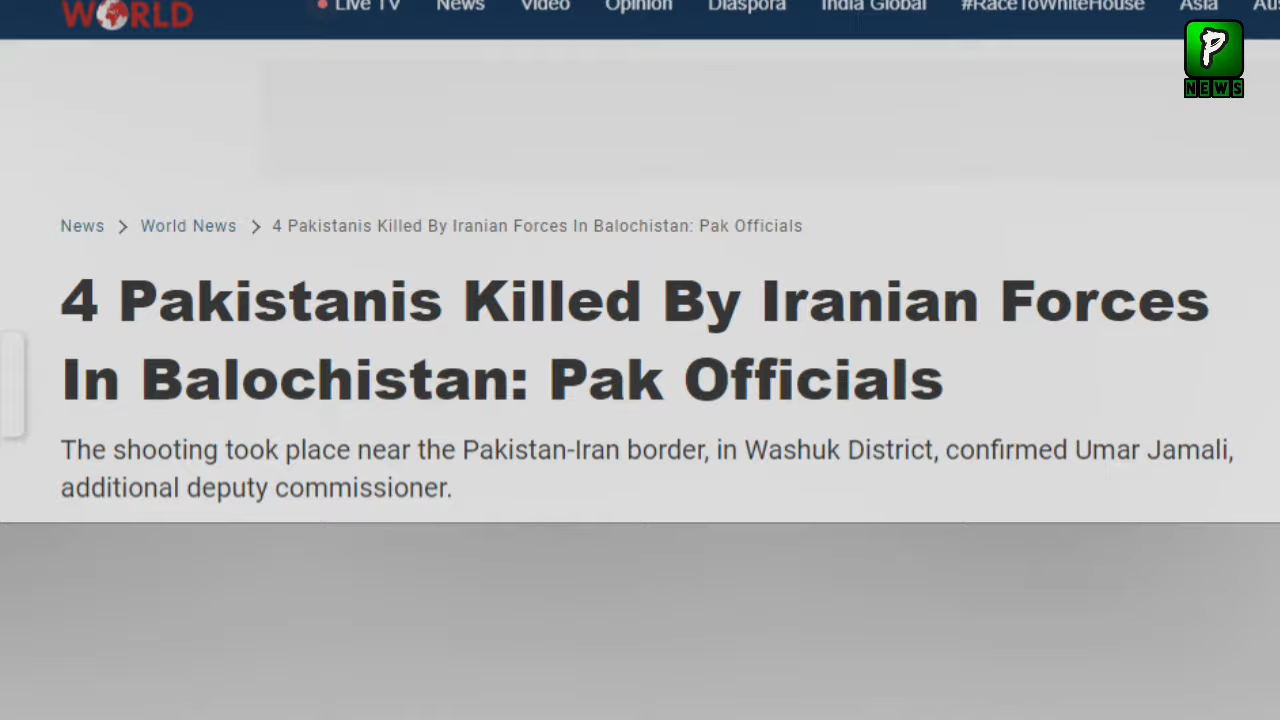 WORLD
Live TV News Video Opinion Diaspora India Global #RaceToWhiteHouse Asia
P
NEWS
News > World News > 4 Pakistanis Killed By Iranian Forces In Balochistan: Pak Officials
4 Pakistanis Killed By Iranian Forces
In Balochistan: Pak Officials
The shooting took place near the Pakistan-Iran border, in Washuk District, confirmed Umar Jamali,
additional deputy commissioner.